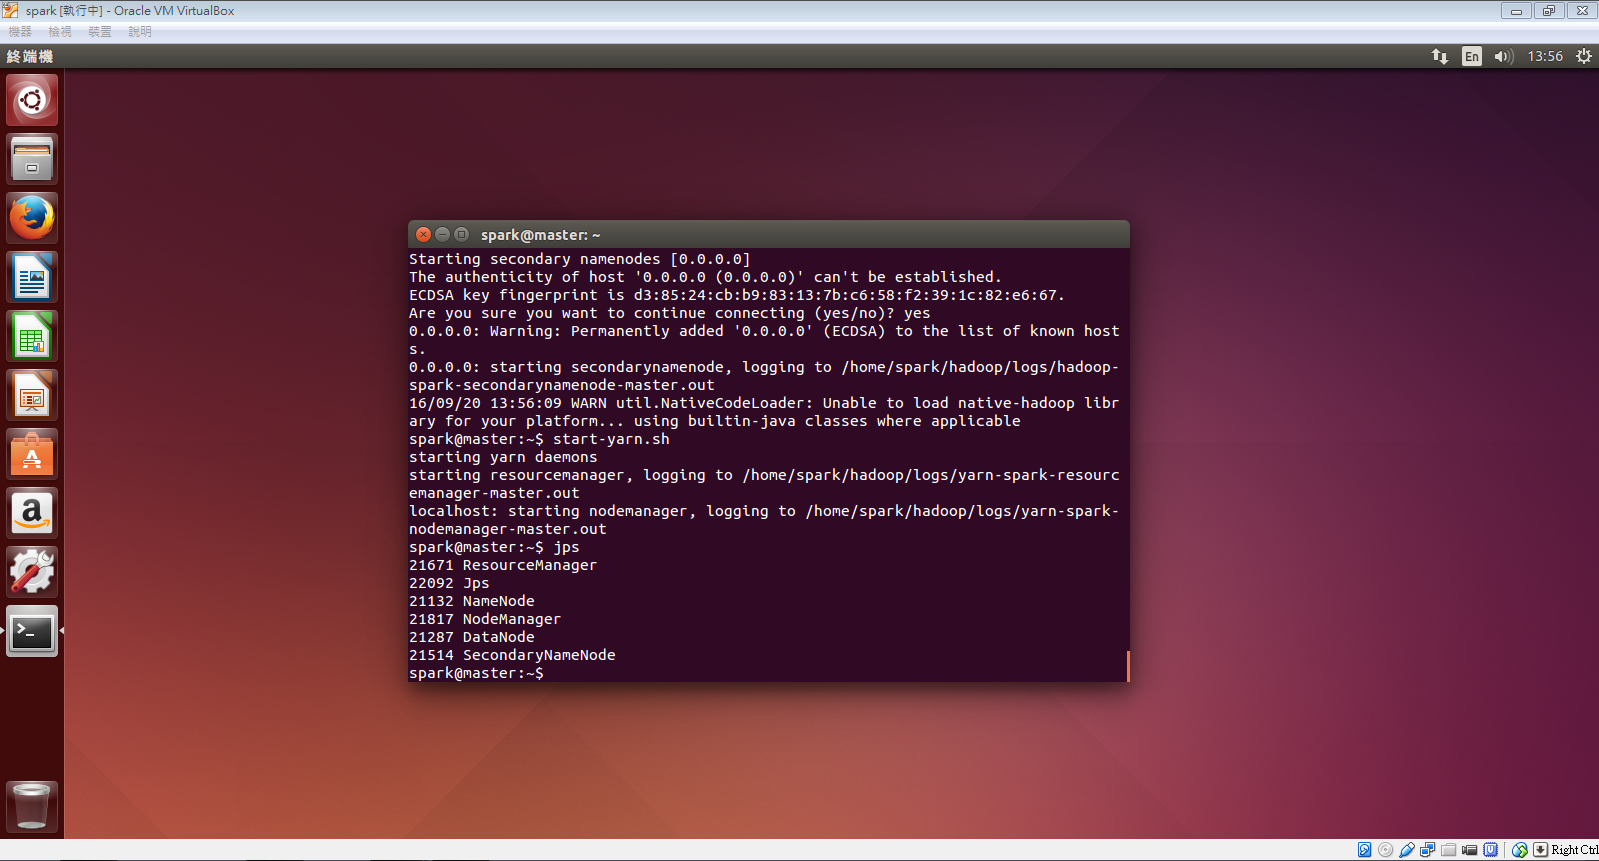 spark [執行中] - Oracle VM VirtualBox
機器 檢視 裝置 說明
終端機 En 13:56
spark@master: ~
Starting secondary namenodes [0.0.0.0]
The authenticity of host '0.0.0.0 (0.0.0.0)' can't be established.
ECDSA key fingerprint is d3:85:24:cb:b9:83:13:7b:c6:58:f2:39:1c:82:e6:67.
Are you sure you want to continue connecting (yes/no)? yes
0.0.0.0: Warning: Permanently added '0.0.0.0' (ECDSA) to the list of known host
s.
0.0.0.0: starting secondarynamenode, logging to /home/spark/hadoop/logs/hadoop-
spark-secondarynamenode-master.out
16/09/20 13:56:09 WARN util.NativeCodeLoader: Unable to load native-hadoop libr
ary for your platform... using builtin-java classes where applicable
spark@master:~$ start-yarn.sh
starting yarn daemons
starting resourcemanager, logging to /home/spark/hadoop/logs/yarn-spark-resourc
emanager-master.out
localhost: starting nodemanager, logging to /home/spark/hadoop/logs/yarn-spark-
nodemanager-master.out
spark@master:~$ jps
21671 ResourceManager
22092 Jps
21132 NameNode
21817 NodeManager
21287 DataNode
21514 SecondaryNameNode
spark@master:~$
Right Ctrl